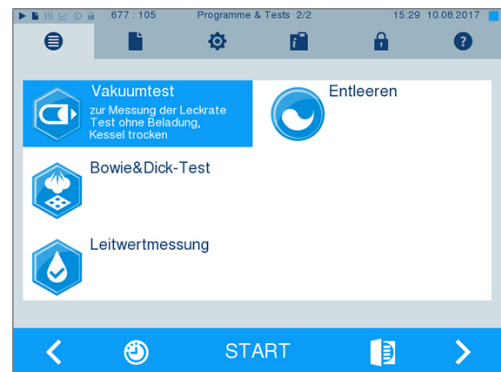 677 : 105 Programme & Tests 2/2 15:29 10.08.2017
Vakuumtest
zur Messung der Leckrate
Test ohne Beladung,
Kessel trocken
Entleeren
Bowie&Dick-Test
Leitwertmessung
START